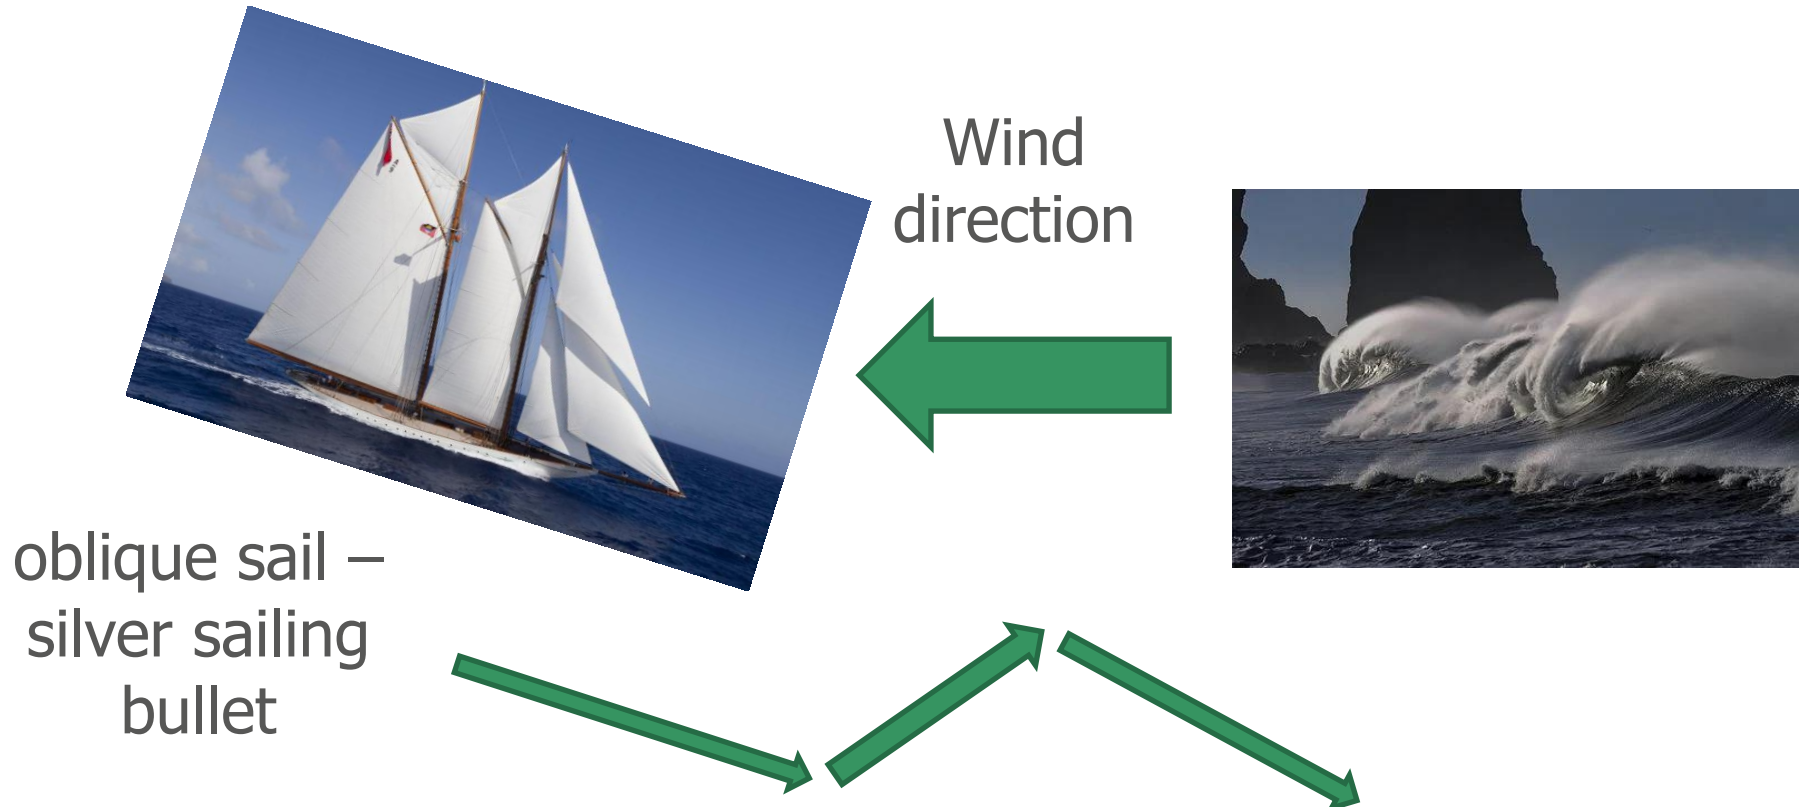 Wind
direction
oblique sail –
silver sailing
bullet